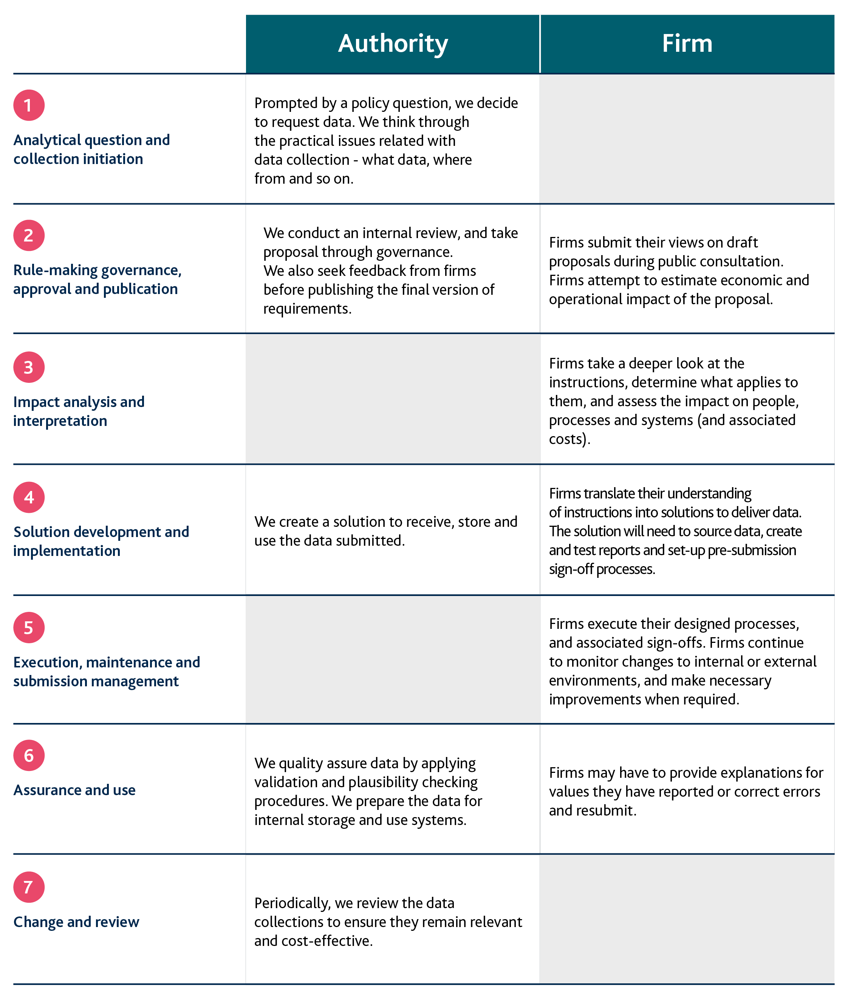 Authority
Firm
1
Analytical question and
collection initiation
Prompted by a policy question, we decide
to request data. We think through
the practical issues related with
data collection - what data, where
from and so on.
2
Rule-making governance,
approval and publication
We conduct an internal review, and take
proposal through governance.
We also seek feedback from firms
before publishing the final version of
requirements.
Firms submit their views on draft
proposals during public consultation.
Firms attempt to estimate economic and
operational impact of the proposal.
3
Impact analysis and
interpretation
Firms take a deeper look at the
instructions, determine what applies to
them, and assess the impact on people,
processes and systems (and associated
costs).
4
Solution development and
implementation
We create a solution to receive, store and
use the data submitted.
Firms translate their understanding
of instructions into solutions to deliver data.
The solution will need to source data, create
and test reports and set-up pre-submission
sign-off processes.
5
Execution, maintenance and
submission management
Firms execute their designed processes,
and associated sign-offs. Firms continue
to monitor changes to internal or external
environments, and make necessary
improvements when required.
6
Assurance and use
We quality assure data by applying
validation and plausibility checking
procedures. We prepare the data for
internal storage and use systems.
Firms may have to provide explanations for
values they have reported or correct errors
and resubmit.
7
Change and review
Periodically, we review the data
collections to ensure they remain relevant
and cost-effective.